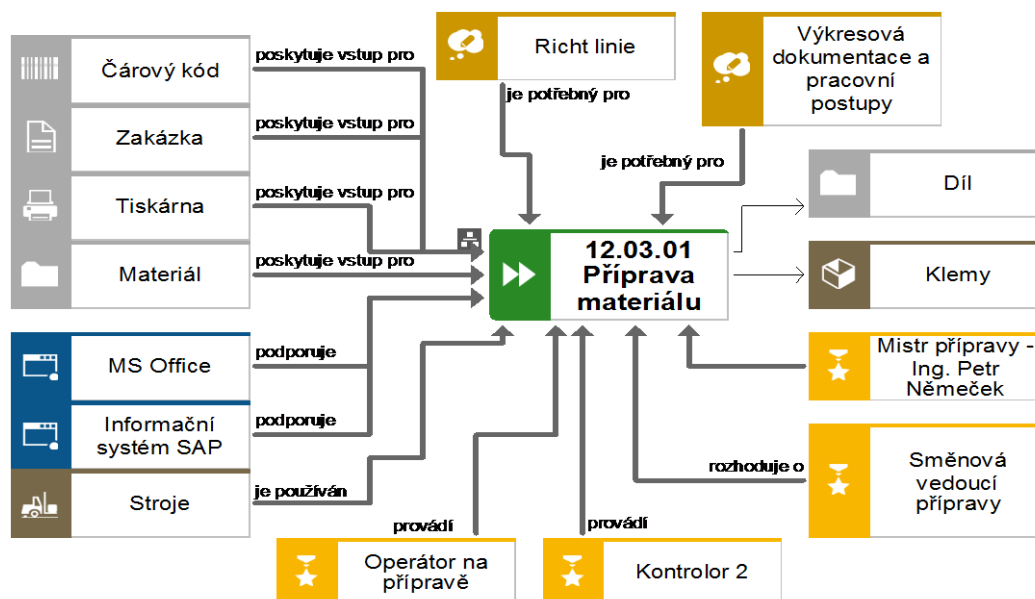 Čárový kód
poskytuje vstup pro
Zakázka
poskytuje vstup pro
Tiskárna
poskytuje vstup pro
Materiál
poskytuje vstup pro
MS Office
podporuje
Informační
systém SAP
podporuje
Stroje
je používán
Richt linie
je potřebný pro
Výkresová
dokumentace a
pracovní
postupy
je potřebný pro
12.03.01
Příprava
materiálu
Díl
Klemy
Mistr přípravy -
Ing. Petr
Němeček
rozhoduje o
Směnová
vedoucí
přípravy
provádí
Operátor na
přípravě
provádí
Kontrolor 2